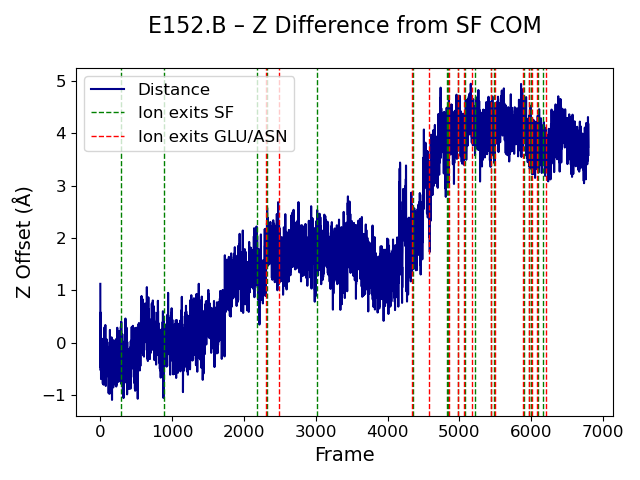 E152.B – Z Difference from SF COM
Distance
Ion exits SF
Ion exits GLU/ASN
Z Offset (Å)
5
4
3
2
1
0
−1
0 1000 2000 3000 4000 5000 6000 7000
Frame